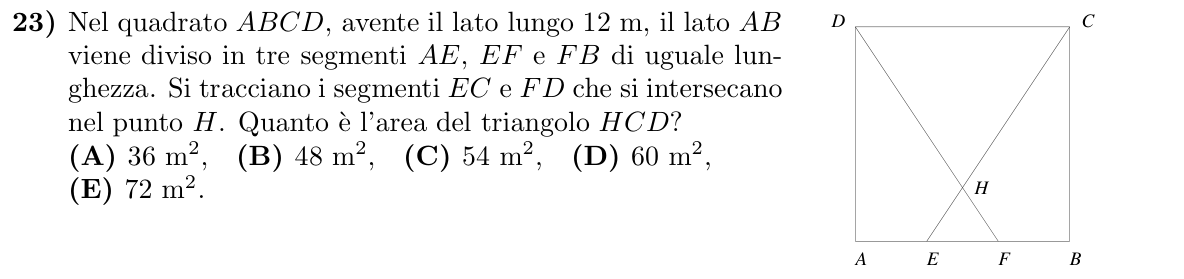 23) Nel quadrato ABCD, avente il lato lungo 12 m, il lato AB
viene diviso in tre segmenti AE, EF e FB di uguale lun-
ghezza. Si tracciano i segmenti EC e FD che si intersecano
nel punto H. Quanto è l'area del triangolo HCD?
(A) 36 m², (B) 48 m², (C) 54 m², (D) 60 m²,
(E) 72 m².
D C
H
A E F B